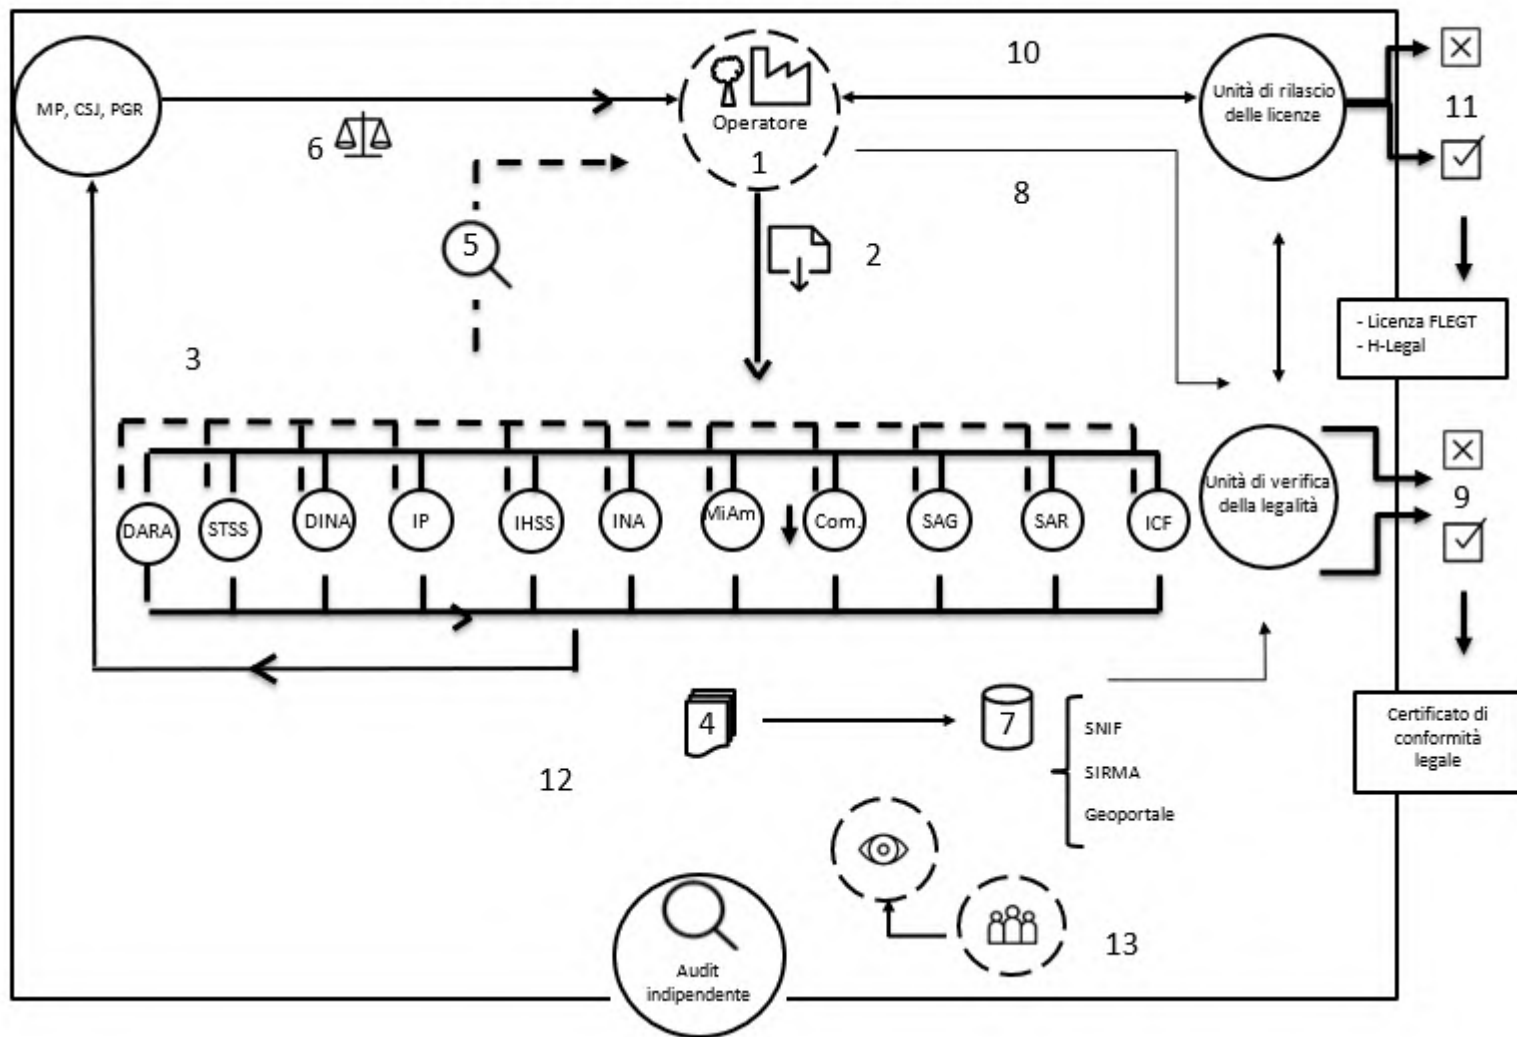 10
Unità di rilascio
delle licenze
11
MP, CSJ, PGR
6
Operatore
1
8
5
2
- Licenza FLEGT
- H-Legal
3
DARA
STSS
DINA
IP
IHSS
INA
MiAm
Com.
SAG
SAR
ICF
Unità di verifica
della legalità
9
4
7
SNIF
SIRMA
Geoportale
Certificato di
conformità
legale
12
13
Audit
indipendente